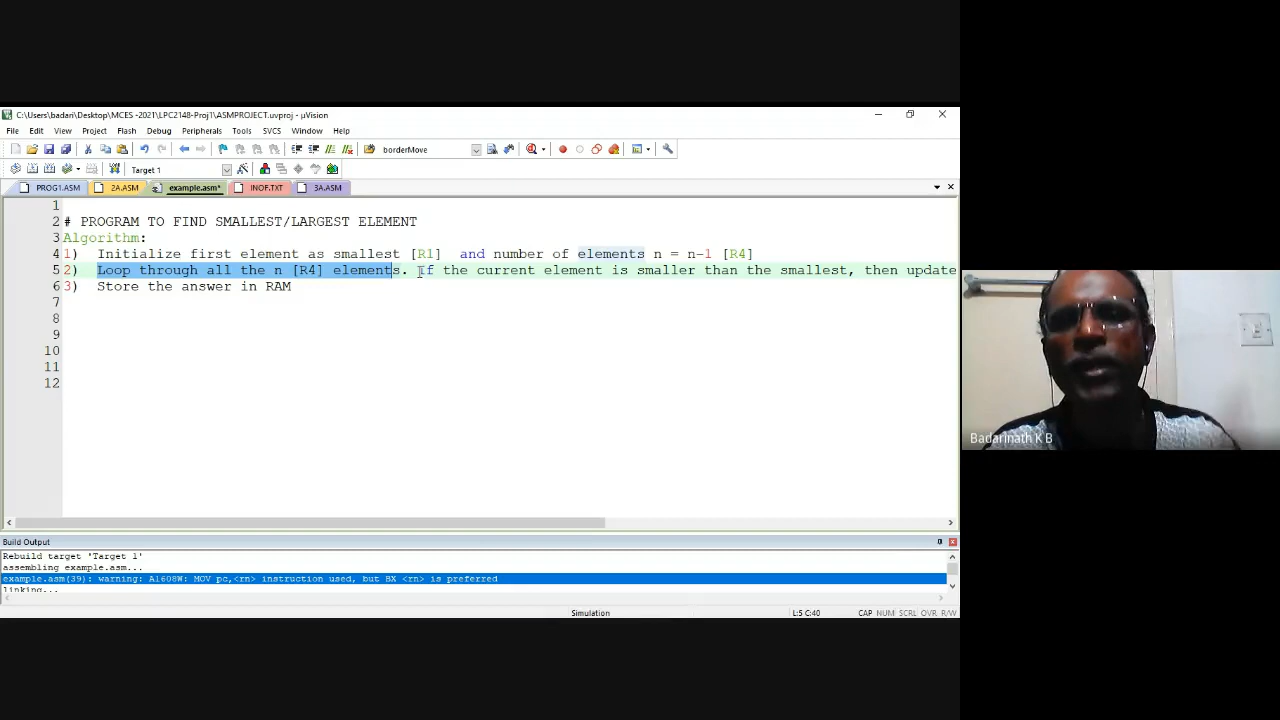 C:\Users\badari\Desktop\MCES -2021\LPC2148-Proj1\ASMPROJECT.uvproj - µVision
File Edit View Project Flash Debug Peripherals Tools SVCS Window Help
borderMove
Target 1
PROG1.ASM 2A.ASM example.asm* INOF.TXT 3A.ASM
1
2 # PROGRAM TO FIND SMALLEST/LARGEST ELEMENT
3 Algorithm:
4 1) Initialize first element as smallest [R1] and number of elements n = n-1 [R4]
5 2) Loop through all the n [R4] elements. If the current element is smaller than the smallest, then update
6 3) Store the answer in RAM
7
8
9
10
11
12
Badarinath K B
Build Output
Rebuild target 'Target 1'
assembling example.asm...
example.asm(39): warning: A1608W: MOV pc,<rn> instruction used, but BX <rn> is preferred
linking...
Simulation L:5 C:40 CAP NUM SCRL OVR R/W